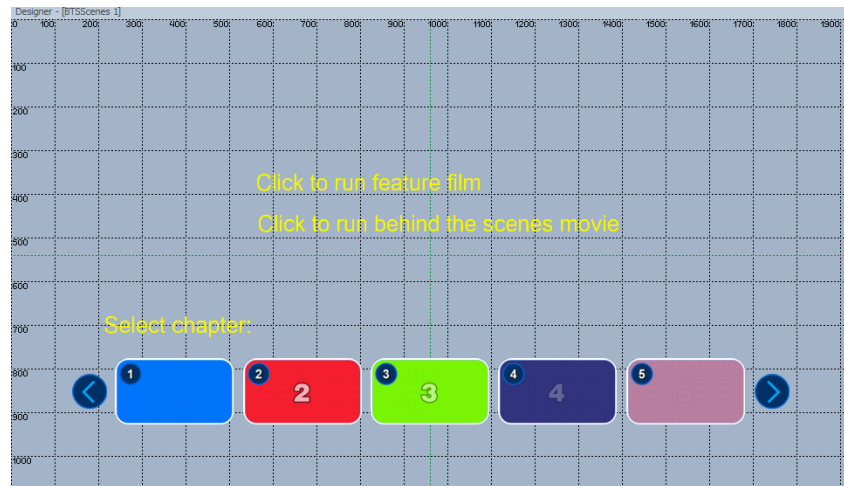 Designer - [BTSScenes 1]
0 100 200 300 400 500 600 700 800 900 1000 1100 1200 1300 1400 1500 1600 1700 1800 1900
100
200
300
Click to run feature film
400
Click to run behind the scenes movie
500
600
Select chapter:
700
800
1 2 3 4 5
2 3 4 5
900
1000